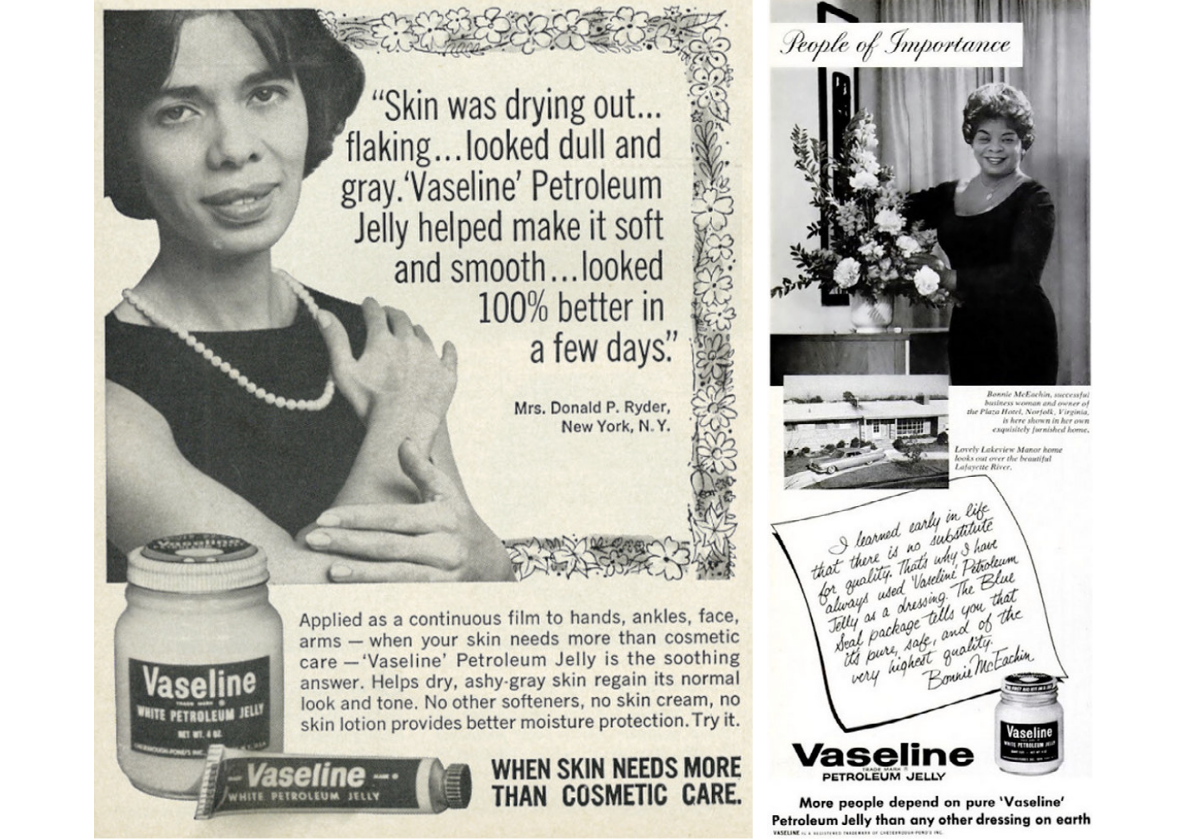 “Skin was drying out...
flaking...looked dull and
gray.‘Vaseline’ Petroleum
Jelly helped make it soft
and smooth...looked
100% better in
a few days.”
Mrs. Donald P. Ryder,
New York, N.Y.
Vaseline
TRADE MARK ®
WHITE PETROLEUM JELLY
NET WT. 4 OZ.
Applied as a continuous film to hands, ankles, face,
arms — when your skin needs more than cosmetic
care — ‘Vaseline’ Petroleum Jelly is the soothing
answer. Helps dry, ashy-gray skin regain its normal
look and tone. No other softeners, no skin cream, no
skin lotion provides better moisture protection. Try it.
Vaseline
WHITE PETROLEUM JELLY
WHEN SKIN NEEDS MORE
THAN COSMETIC CARE.
People of Importance
Bonnie McEachin, successful
business woman and owner of
the Plaza Hotel, Norfolk, Virginia,
is here shown in her own
exquisitely furnished home.
Lovely Lakeview Manor home
looks out over the beautiful
Lafayette River.
I learned early in life
that there is no substitute
for quality. That's why I have
always used 'Vaseline' Petroleum
Jelly as a dressing. The Blue
Seal package tells you that
it's pure, safe, and of the
very highest quality.
Bonnie McEachin
Vaseline
WHITE PETROLEUM JELLY
Vaseline
TRADE MARK ®
PETROLEUM JELLY
More people depend on pure ‘Vaseline’
Petroleum Jelly than any other dressing on earth
VASELINE IS A REGISTERED TRADEMARK OF CHESEBROUGH-POND'S INC.